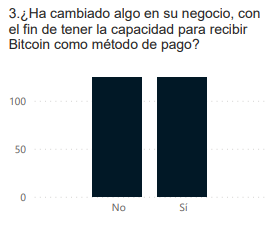 3.¿Ha cambiado algo en su negocio, con
el fin de tener la capacidad para recibir
Bitcoin como método de pago?
100
50
0
No
Sí